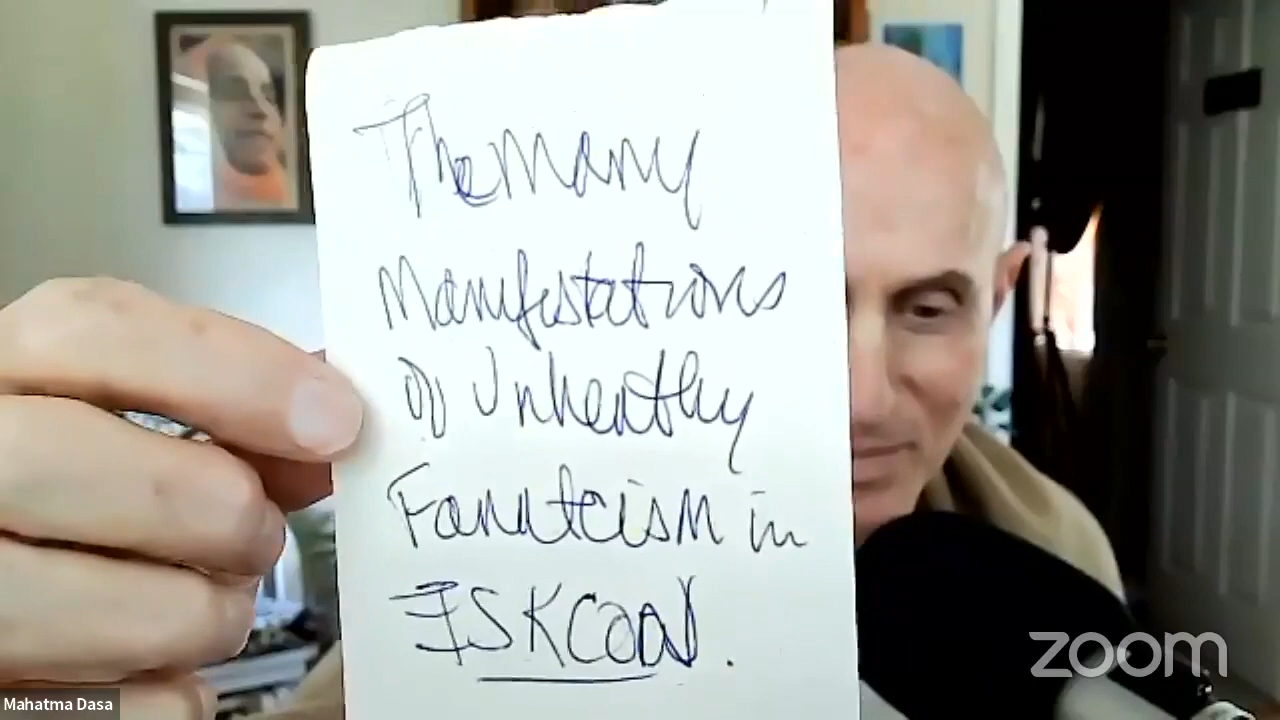 The many
Manifestations
of Unhealthy
Fanaticism in
ISKCON.
zoom
Mahatma Dasa